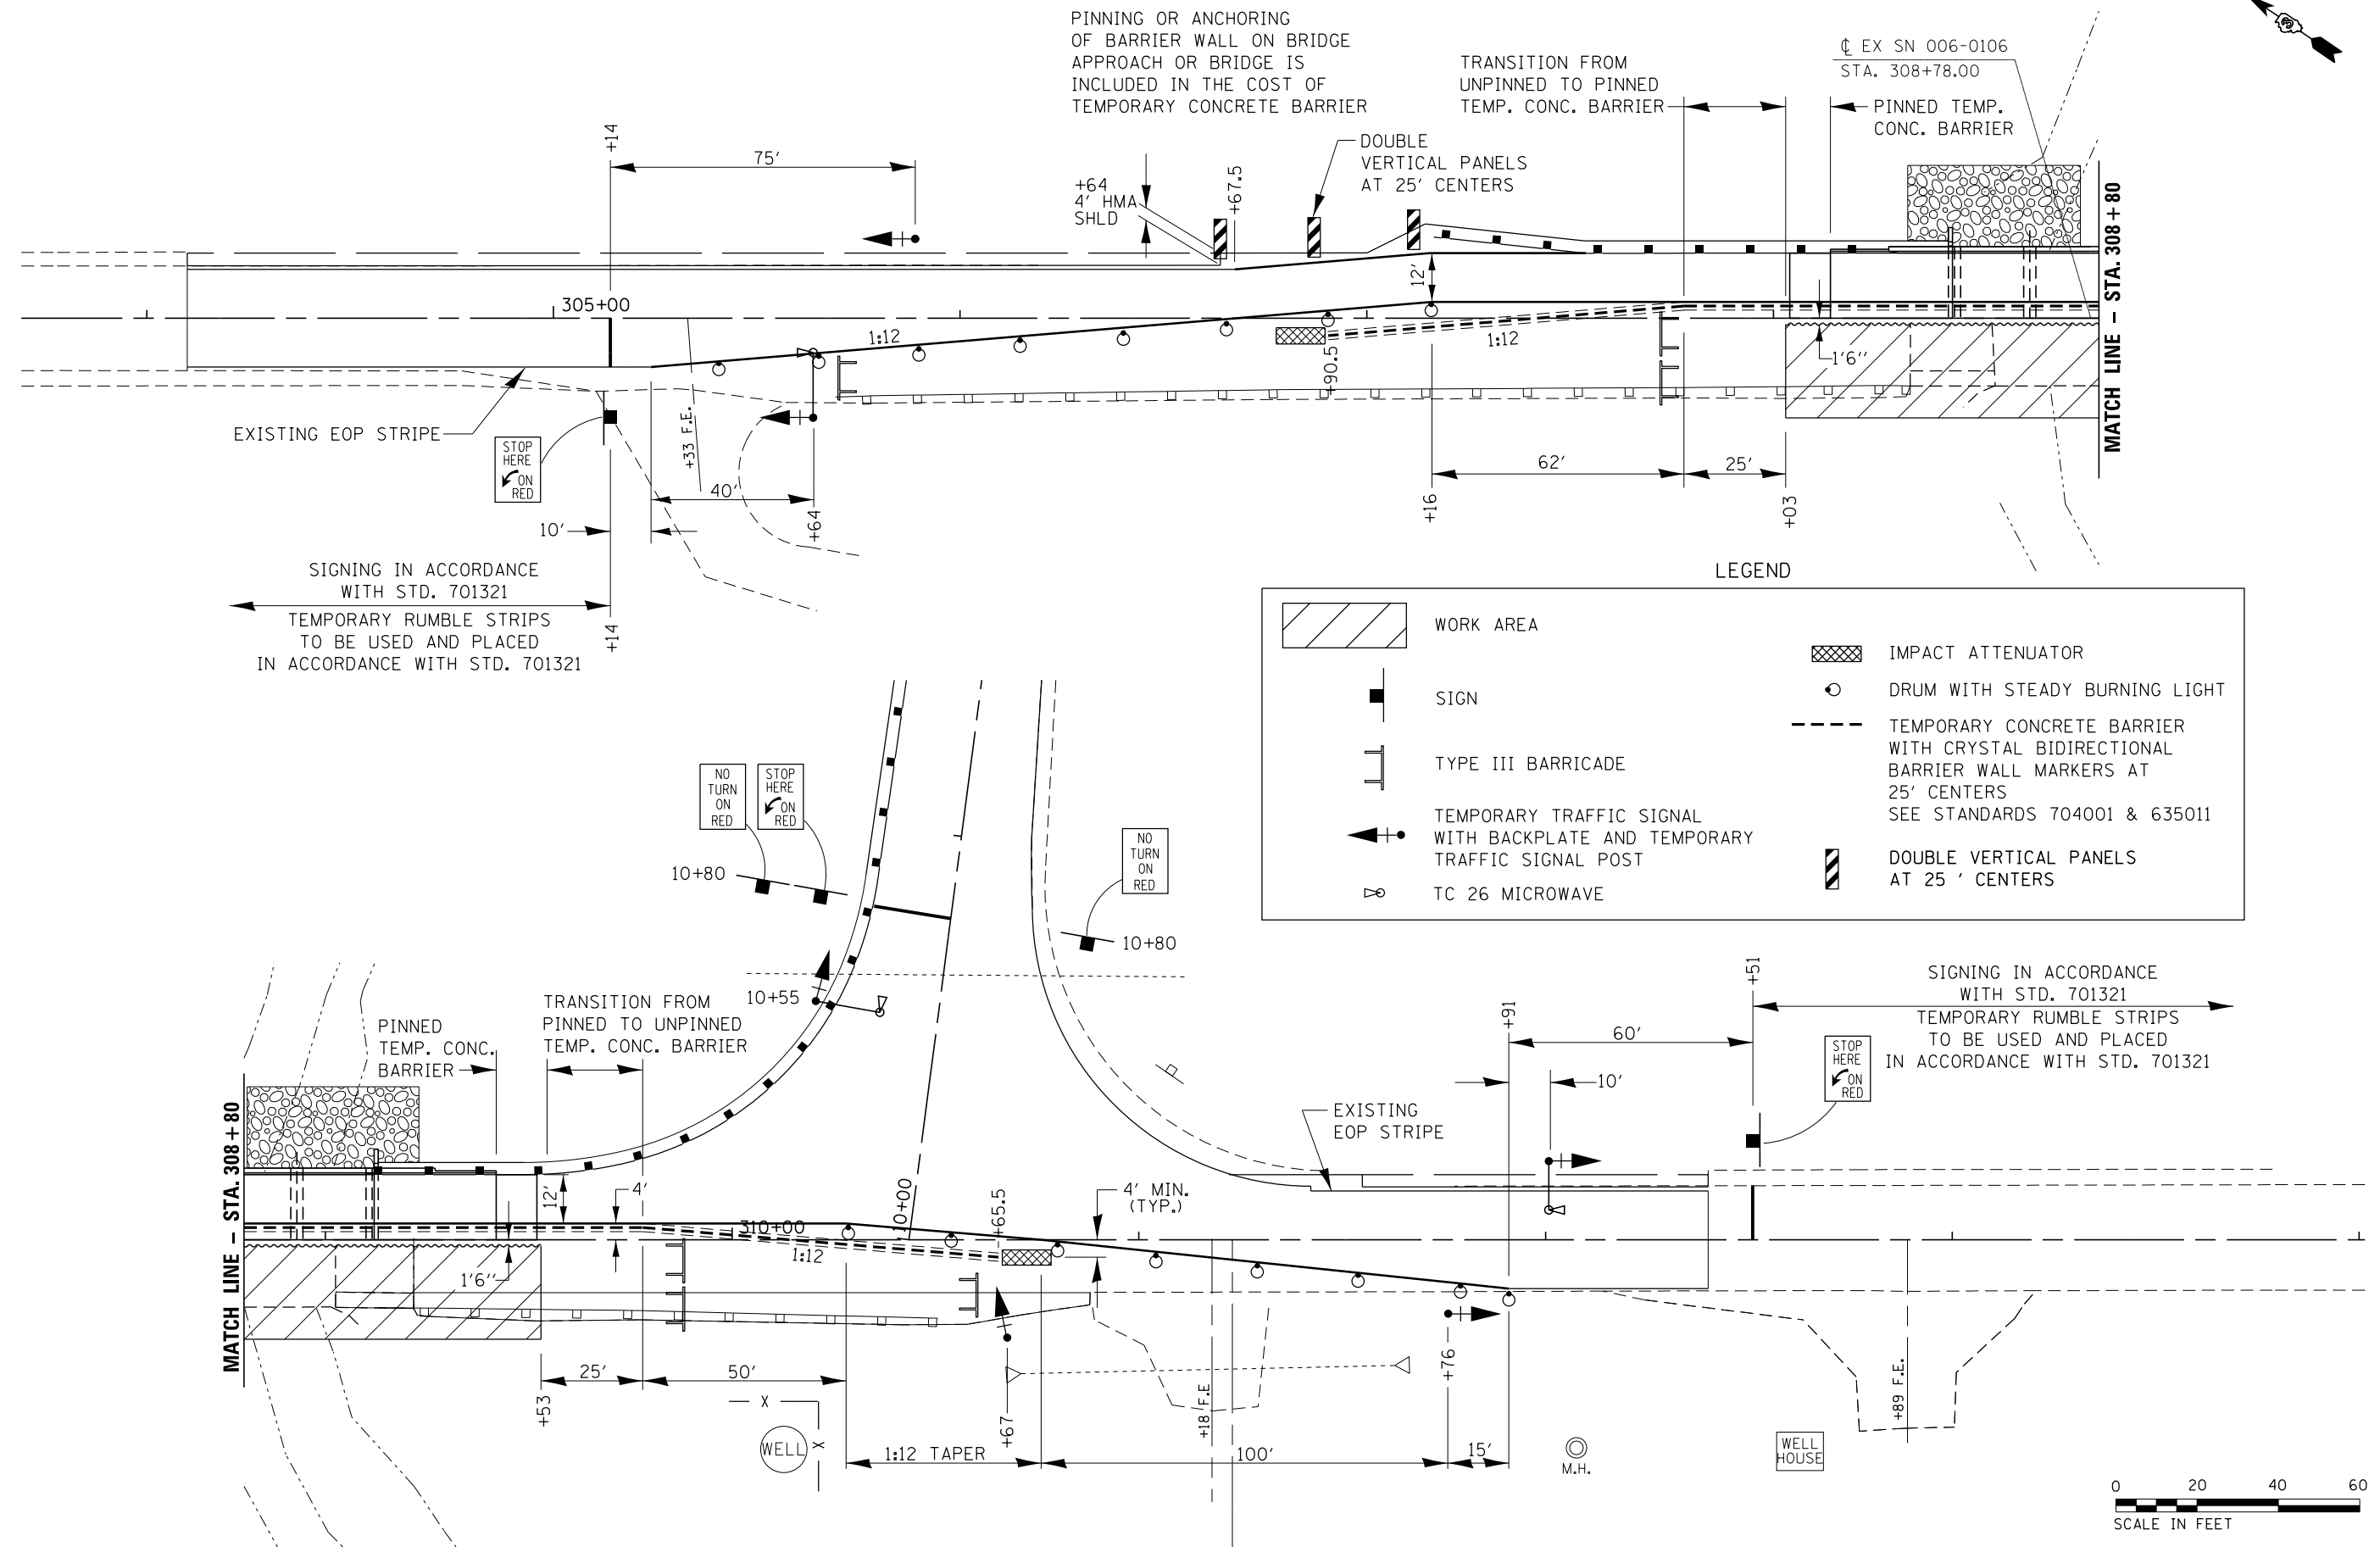 PINNING OR ANCHORING
OF BARRIER WALL ON BRIDGE
APPROACH OR BRIDGE IS
INCLUDED IN THE COST OF
TEMPORARY CONCRETE BARRIER
TRANSITION FROM
UNPINNED TO PINNED
TEMP. CONC. BARRIER
℄ EX SN 006-0106
STA. 308+78.00
PINNED TEMP.
CONC. BARRIER
DOUBLE
VERTICAL PANELS
AT 25' CENTERS
+14
75'
+64
4' HMA
SHLD
+67.5
12'
305+00
1:12
+90.5
1:12
1'6''
MATCH LINE - STA. 308+80
EXISTING EOP STRIPE
STOP
HERE
ON
RED
+33 F.E.
40'
+64
10'
62'
25'
+16
+03
SIGNING IN ACCORDANCE
WITH STD. 701321
TEMPORARY RUMBLE STRIPS
TO BE USED AND PLACED
IN ACCORDANCE WITH STD. 701321
+14
LEGEND
WORK AREA
SIGN
TYPE III BARRICADE
TEMPORARY TRAFFIC SIGNAL
WITH BACKPLATE AND TEMPORARY
TRAFFIC SIGNAL POST
TC 26 MICROWAVE
IMPACT ATTENUATOR
DRUM WITH STEADY BURNING LIGHT
TEMPORARY CONCRETE BARRIER
WITH CRYSTAL BIDIRECTIONAL
BARRIER WALL MARKERS AT
25' CENTERS
SEE STANDARDS 704001 & 635011
DOUBLE VERTICAL PANELS
AT 25 ' CENTERS
NO
TURN
ON
RED
STOP
HERE
ON
RED
10+80
NO
TURN
ON
RED
10+80
10+55
PINNED
TEMP. CONC.
BARRIER
TRANSITION FROM
PINNED TO UNPINNED
TEMP. CONC. BARRIER
+91
+51
60'
10'
SIGNING IN ACCORDANCE
WITH STD. 701321
TEMPORARY RUMBLE STRIPS
TO BE USED AND PLACED
IN ACCORDANCE WITH STD. 701321
STOP
HERE
ON
RED
EXISTING
EOP STRIPE
MATCH LINE - STA. 308+80
12'
4'
310+00
1:12
10+00
+65.5
4' MIN.
(TYP.)
1'6''
25'
50'
+53
X
X
WELL
1:12 TAPER
+67
+18 F.E
100'
+76
15'
M.H.
WELL
HOUSE
+89 F.E.
0 20 40 60
SCALE IN FEET